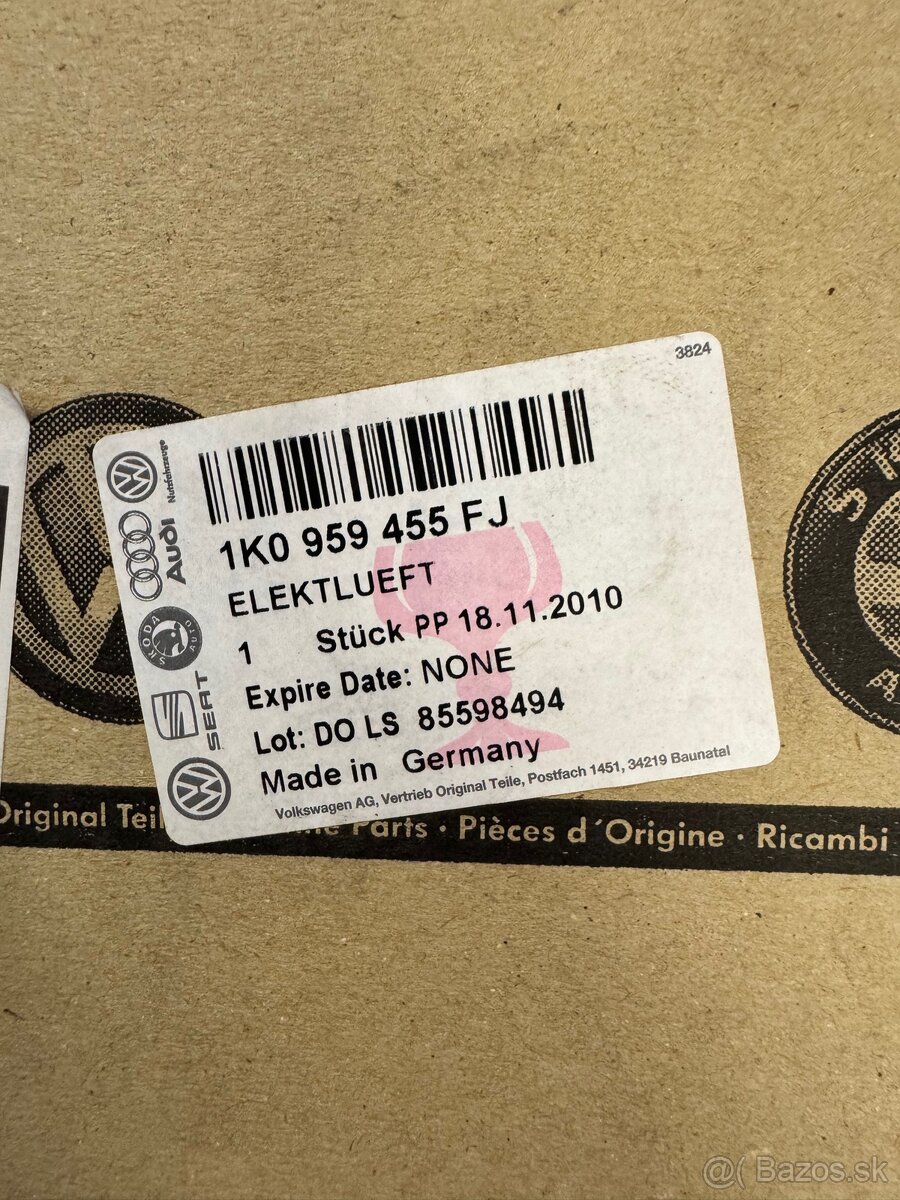 3824
Nutzfahrzeuge
Audi
ŠKODA
AUTO
SEAT
1K0 959 455 FJ
ELEKTLUEFT
1 Stück PP 18.11.2010
Expire Date: NONE
Lot: DO LS 85598494
Made in Germany
Volkswagen AG, Vertrieb Original Teile, Postfach 1451, 34219 Baunatal
Original Teil Parts · Pièces d´Origine · Ricambi
@( Bazos.sk